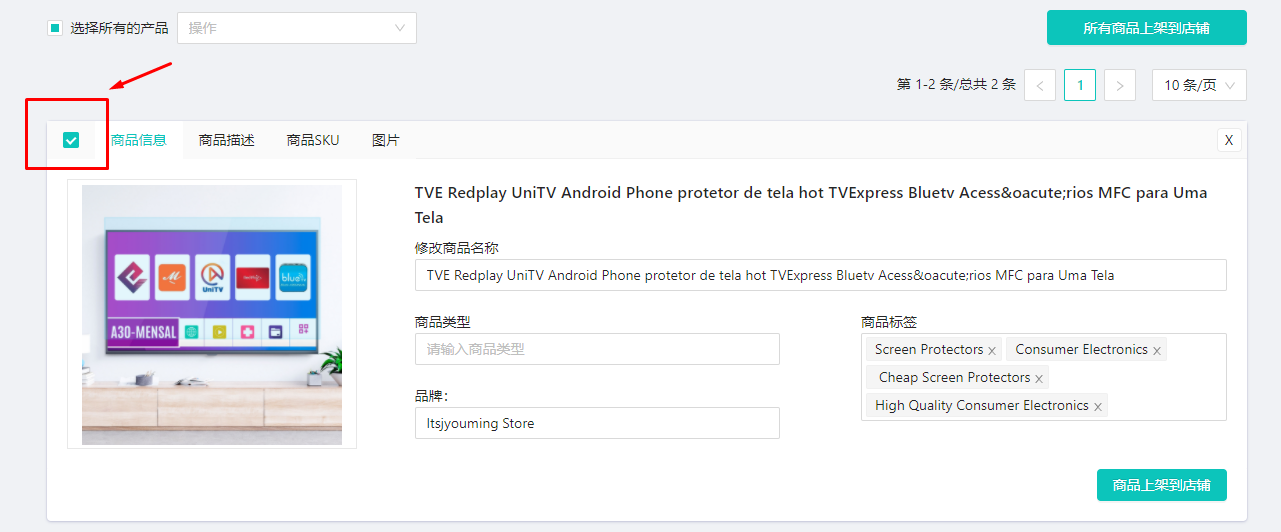 选择所有的产品
操作
所有商品上架到店铺
第 1-2 条/总共 2 条
<
1
>
10 条/页
商品信息
商品描述
商品SKU
图片
X
TVE Redplay UniTV Android Phone protetor de tela hot TVExpress Bluetv Acess&oacute;rios MFC para Uma
Tela
修改商品名称
TVE Redplay UniTV Android Phone protetor de tela hot TVExpress Bluetv Acess&oacute;rios MFC para Uma Tela
UniTV
blue
A30-MENSAL
商品类型
请输入商品类型
商品标签
Screen Protectors ×
Consumer Electronics ×
Cheap Screen Protectors ×
High Quality Consumer Electronics ×
品牌：
Itsjyouming Store
商品上架到店铺